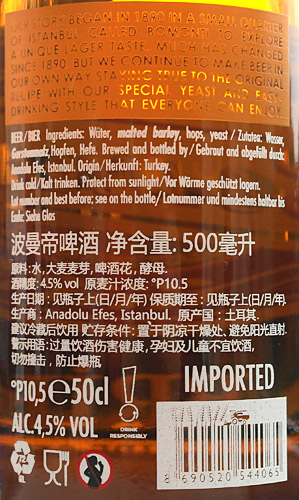 STORY BEGAN IN 1890 IN A SMALL QUARTER
OF ISTANBUL CALLED BOMONTI TO EXPLORE
A UNIQUE LAGER TASTE. MUCH HAS CHANGED
SINCE 1890 BUT WE CONTINUE TO MAKE BEER IN
OUR OWN WAY STAYING TRUE TO THE ORIGINAL
RECIPE WITH OUR SPECIAL YEAST AND EASY
DRINKING STYLE THAT EVERYONE CAN ENJOY.
BEER/BIER Ingredients: Water, malted barley, hops, yeast / Zutaten: Wasser,
Gerstenmalz, Hopfen, Hefe. Brewed and bottled by / Gebraut und abgefüllt durch:
Anadolu Efes, Istanbul. Origin/Herkunft: Turkey.
Drink cold/Kalt trinken. Protect from sunlight/Vor Wärme geschützt lagern.
Lot number and best before; see on the bottle/Lotnummer und mindestens haltbar bis
Ende: Siehe Glas
波曼帝啤酒 净含量: 500毫升
原料: 水, 大麦麦芽, 啤酒花, 酵母.
酒精度: 4.5% vol 原麦汁浓度: °P10.5
生产日期: 见瓶子上(日/月/年) 保质期至: 见瓶子上(日/月/年).
生产商: Anadolu Efes, Istanbul. 原产国: 土耳其.
建议冷藏后饮用 贮存条件: 置于阴凉干燥处、避免阳光直射.
警示用语: 过量饮酒伤害健康, 孕妇及儿童不宜饮酒,
切勿撞击, 防止爆瓶.
°P10,5 e50cl
ALC.4,5% VOL
DRINK
RESPONSIBLY
IMPORTED
8 690520 544065